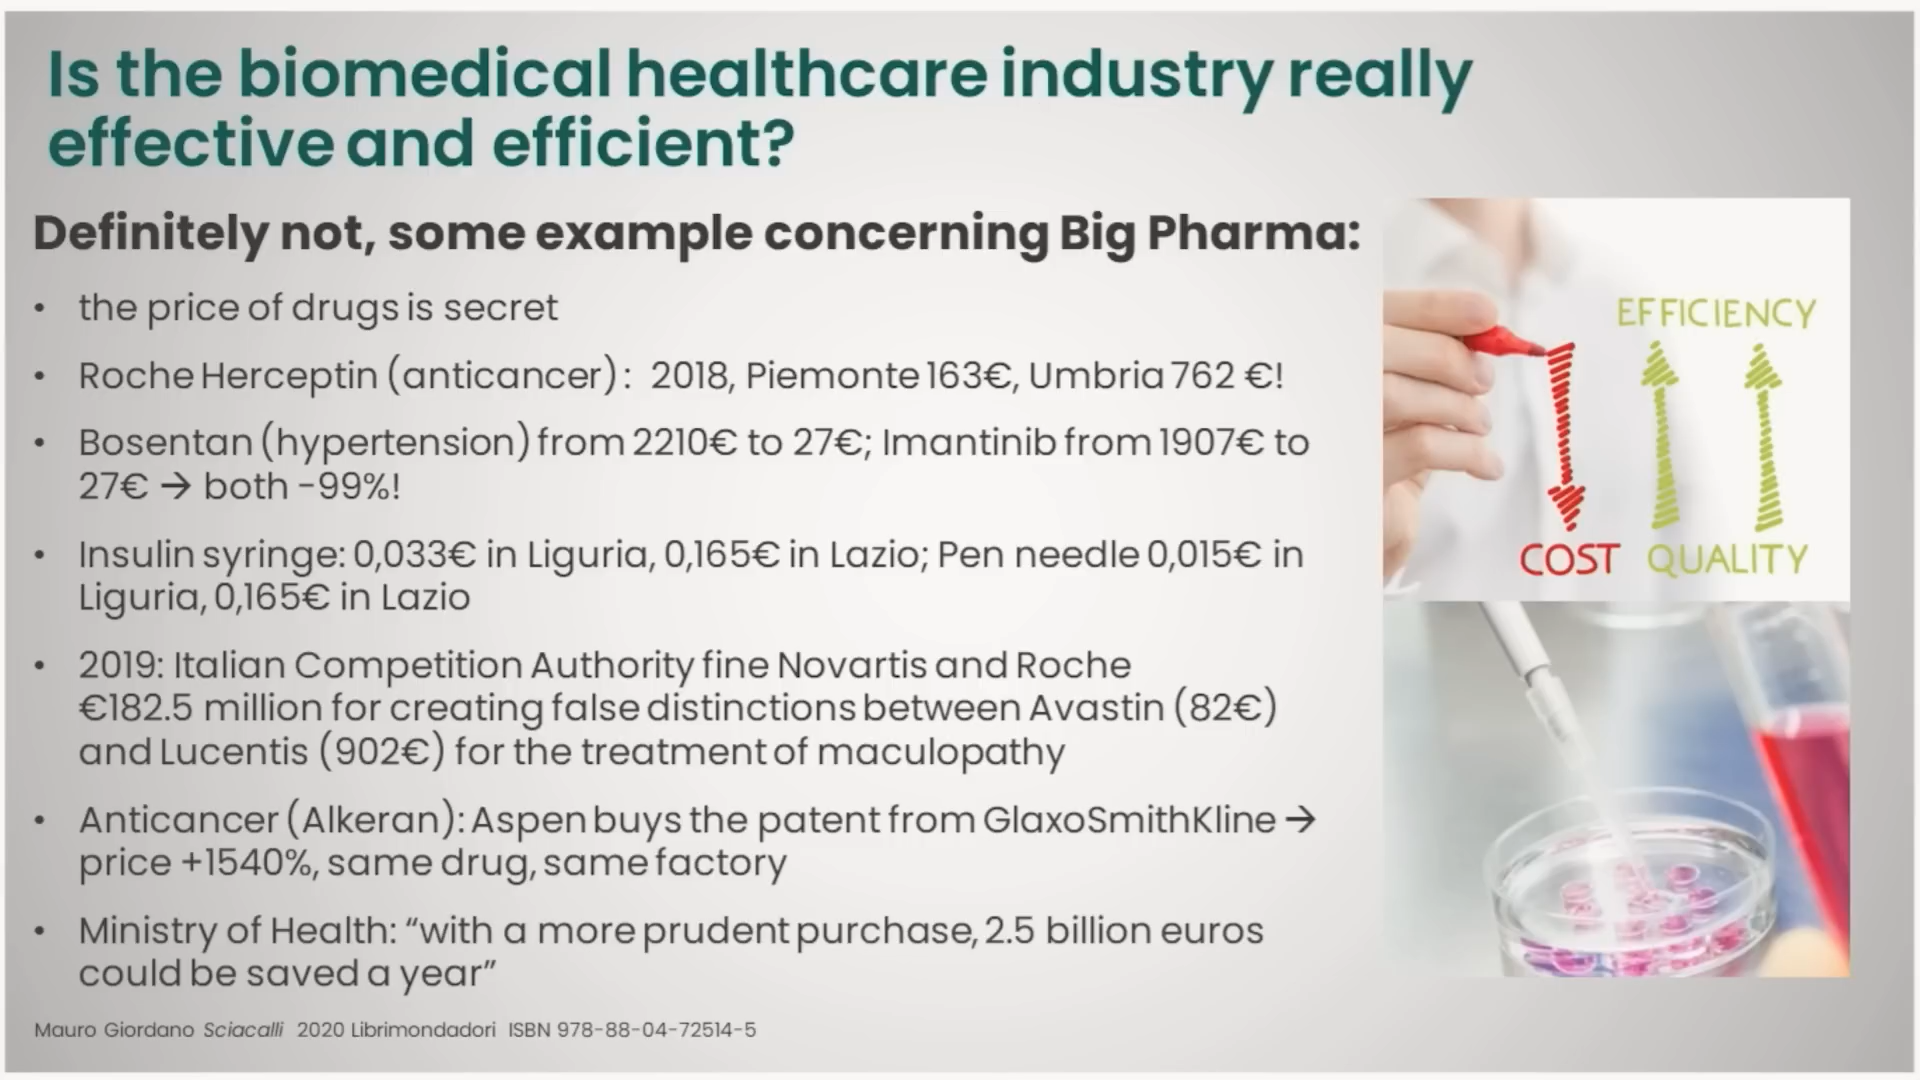 Is the biomedical healthcare industry really
effective and efficient?
Definitely not, some example concerning Big Pharma:
• the price of drugs is secret
• Roche Herceptin (anticancer): 2018, Piemonte 163€, Umbria 762 €!
• Bosentan (hypertension) from 2210€ to 27€; Imantinib from 1907€ to
27€ → both -99%!
• Insulin syringe: 0,033€ in Liguria, 0,165€ in Lazio; Pen needle 0,015€ in
Liguria, 0,165€ in Lazio
• 2019: Italian Competition Authority fine Novartis and Roche
€182.5 million for creating false distinctions between Avastin (82€)
and Lucentis (902€) for the treatment of maculopathy
• Anticancer (Alkeran): Aspen buys the patent from GlaxoSmithKline →
price +1540%, same drug, same factory
• Ministry of Health: “with a more prudent purchase, 2.5 billion euros
could be saved a year”
Mauro Giordano Sciacalli 2020 Librimondadori ISBN 978-88-04-72514-5
EFFICIENCY
COST QUALITY